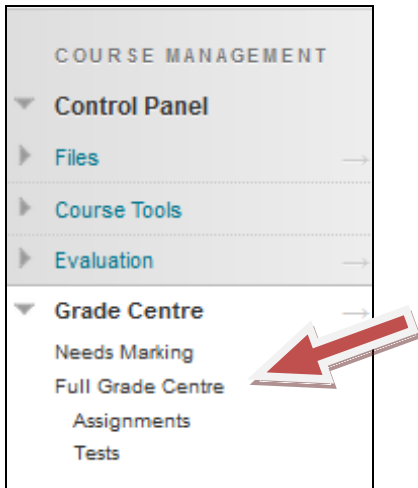 COURSE MANAGEMENT
Control Panel
Files
Course Tools
Evaluation
Grade Centre
Needs Marking
Full Grade Centre
Assignments
Tests